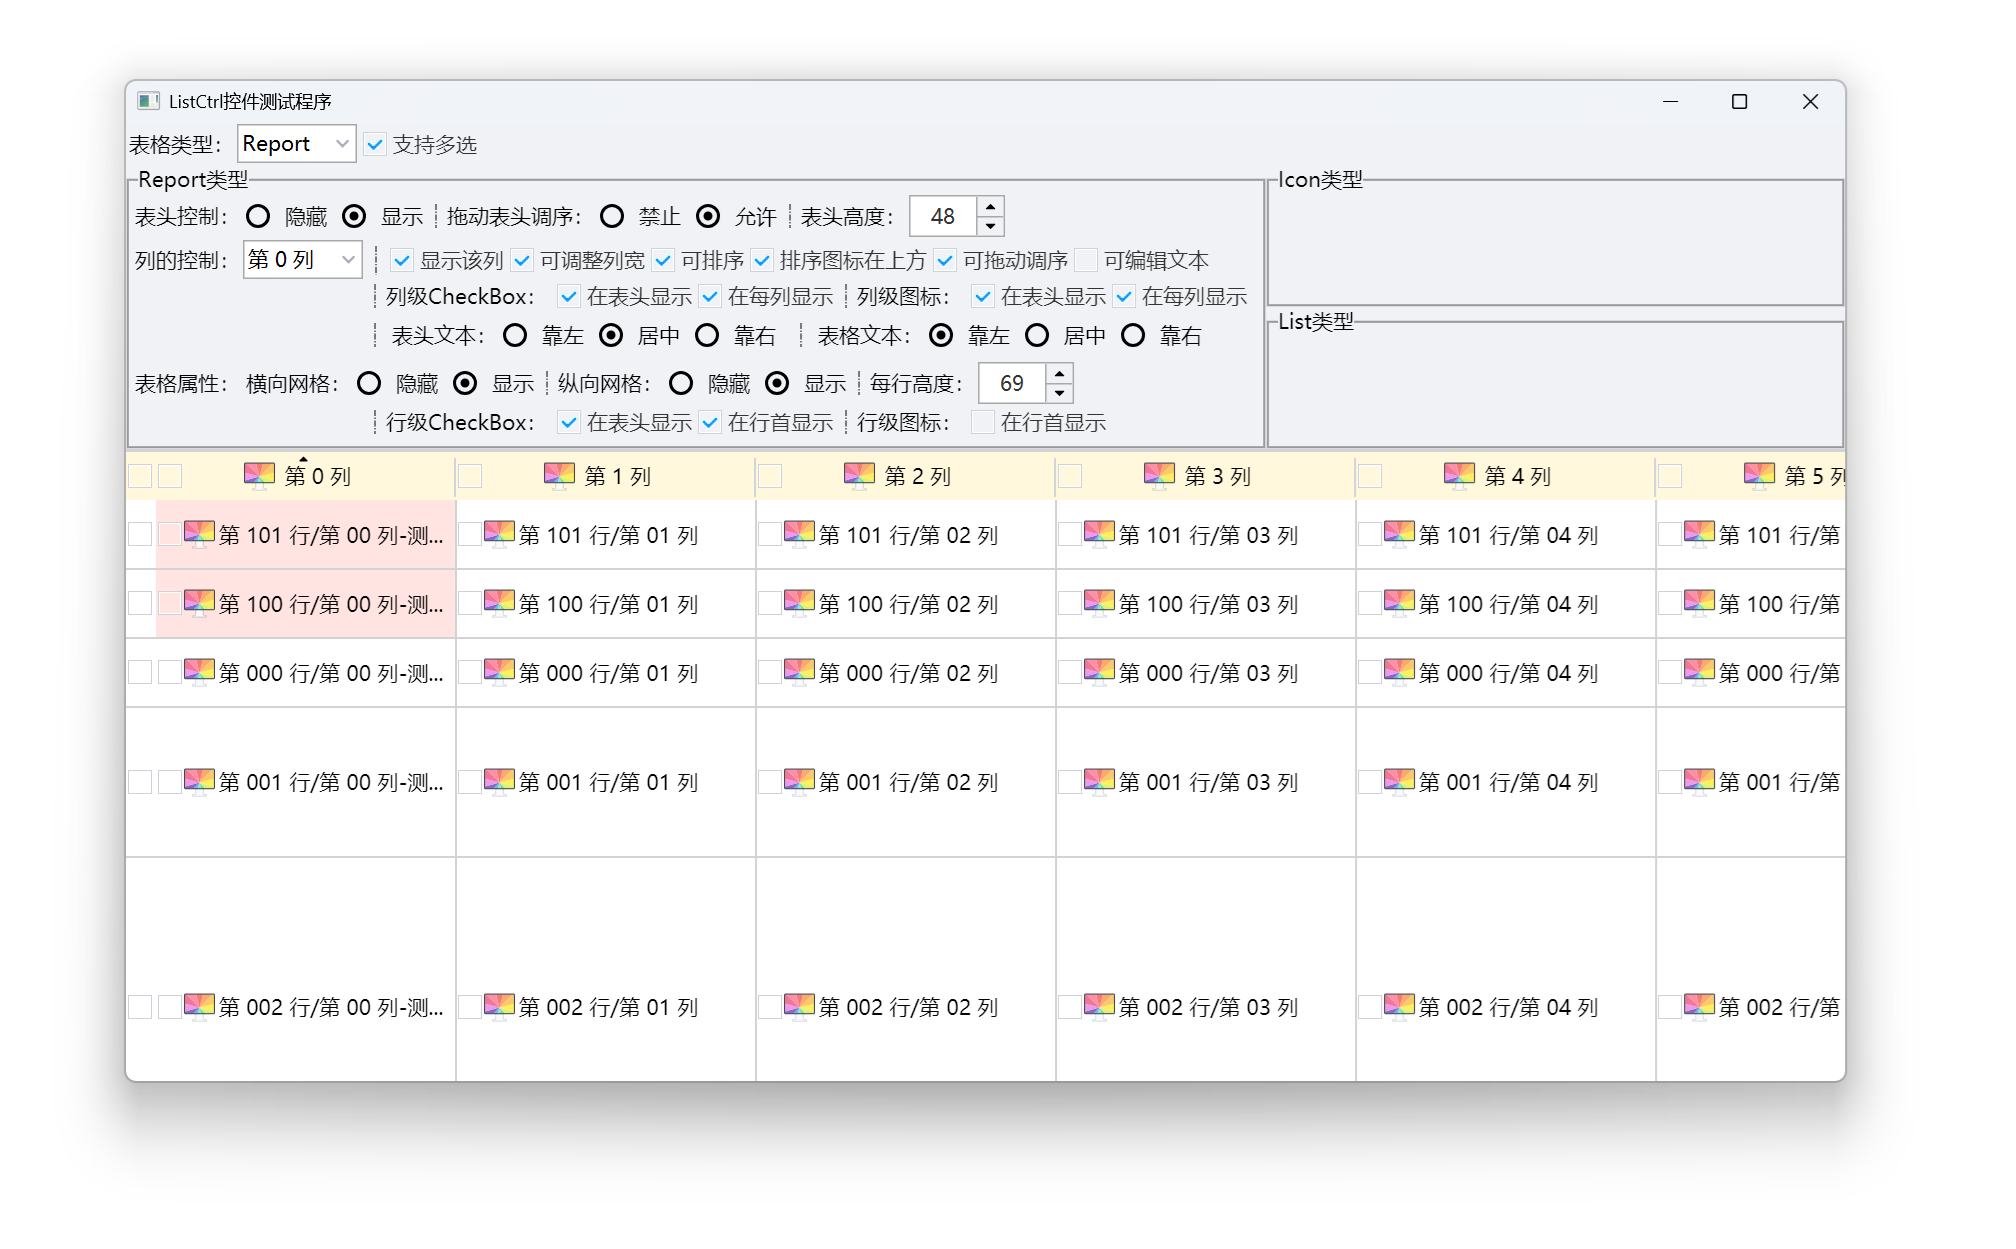 ListCtrl控件测试程序
表格类型： Report 支持多选
Report类型
表头控制： 隐藏 显示 拖动表头调序： 禁止 允许 表头高度： 48
列的控制： 第 0 列 显示该列 可调整列宽 可排序 排序图标在上方 可拖动调序 可编辑文本
列级CheckBox： 在表头显示 在每列显示 列级图标： 在表头显示 在每列显示
表头文本： 靠左 居中 靠右 表格文本： 靠左 居中 靠右
表格属性： 横向网格： 隐藏 显示 纵向网格： 隐藏 显示 每行高度： 69
行级CheckBox： 在表头显示 在行首显示 行级图标： 在行首显示
Icon类型
List类型
第 0 列 第 1 列 第 2 列 第 3 列 第 4 列 第 5 列
第 101 行/第 00 列-测... 第 101 行/第 01 列 第 101 行/第 02 列 第 101 行/第 03 列 第 101 行/第 04 列 第 101 行/第
第 100 行/第 00 列-测... 第 100 行/第 01 列 第 100 行/第 02 列 第 100 行/第 03 列 第 100 行/第 04 列 第 100 行/第
第 000 行/第 00 列-测... 第 000 行/第 01 列 第 000 行/第 02 列 第 000 行/第 03 列 第 000 行/第 04 列 第 000 行/第
第 001 行/第 00 列-测... 第 001 行/第 01 列 第 001 行/第 02 列 第 001 行/第 03 列 第 001 行/第 04 列 第 001 行/第
第 002 行/第 00 列-测... 第 002 行/第 01 列 第 002 行/第 02 列 第 002 行/第 03 列 第 002 行/第 04 列 第 002 行/第